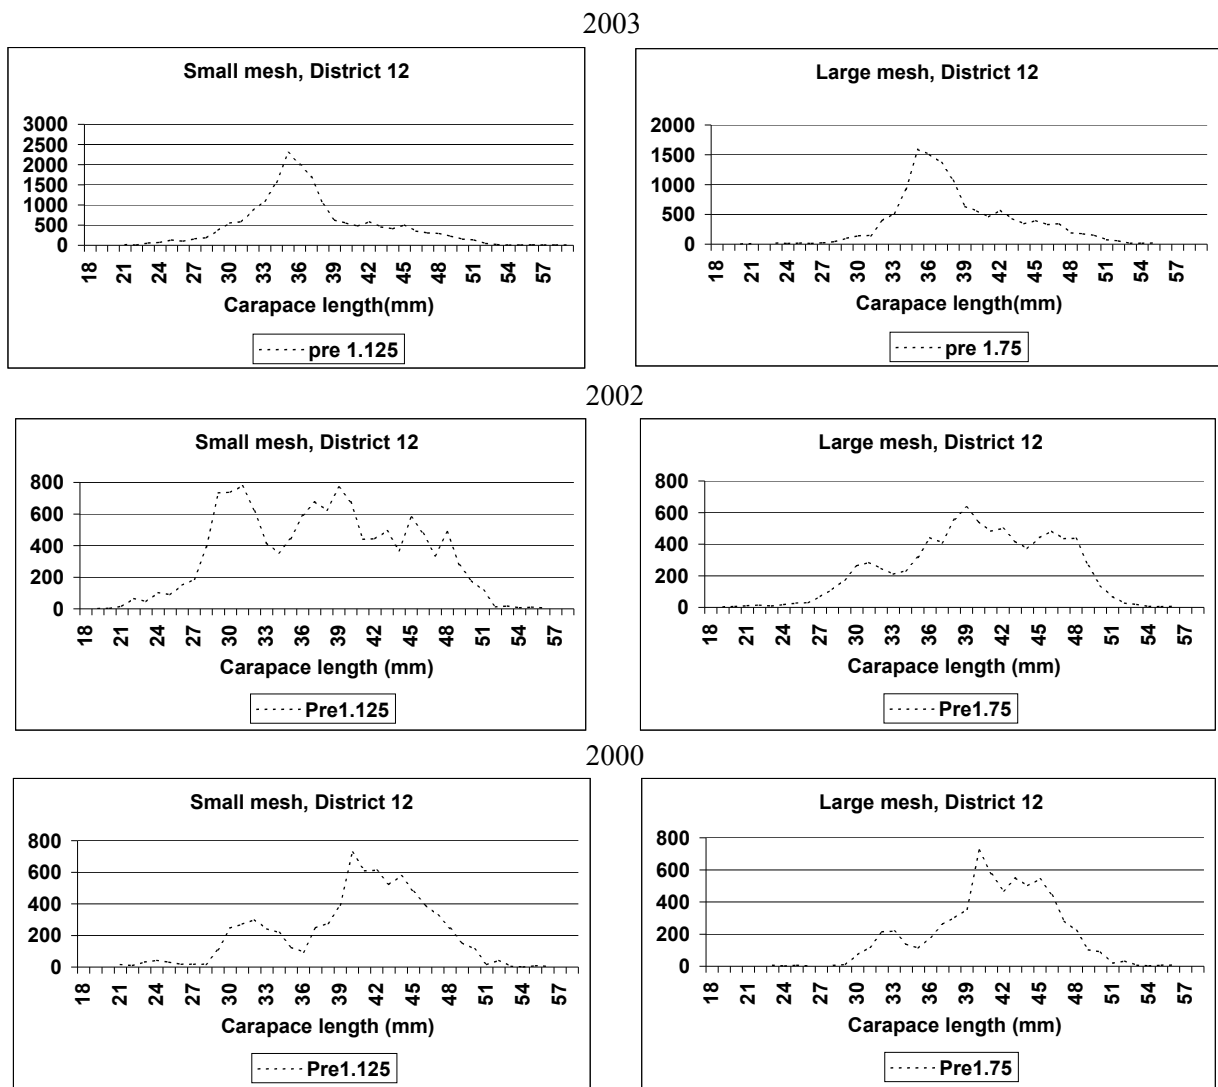 2003
Small mesh, District 12
3000
2500
2000
1500
1000
500
0
18 21 24 27 30 33 36 39 42 45 48 51 54 57
Carapace length(mm)
pre 1.125
Large mesh, District 12
2000
1500
1000
500
0
18 21 24 27 30 33 36 39 42 45 48 51 54 57
Carapace length(mm)
pre 1.75
2002
Small mesh, District 12
800
600
400
200
0
18 21 24 27 30 33 36 39 42 45 48 51 54 57
Carapace length (mm)
Pre1.125
Large mesh, District 12
800
600
400
200
0
18 21 24 27 30 33 36 39 42 45 48 51 54 57
Carapace length (mm)
Pre1.75
2000
Small mesh, District 12
800
600
400
200
0
18 21 24 27 30 33 36 39 42 45 48 51 54 57
Carapace length (mm)
Pre1.125
Large mesh, District 12
800
600
400
200
0
18 21 24 27 30 33 36 39 42 45 48 51 54 57
Carapace length (mm)
Pre1.75